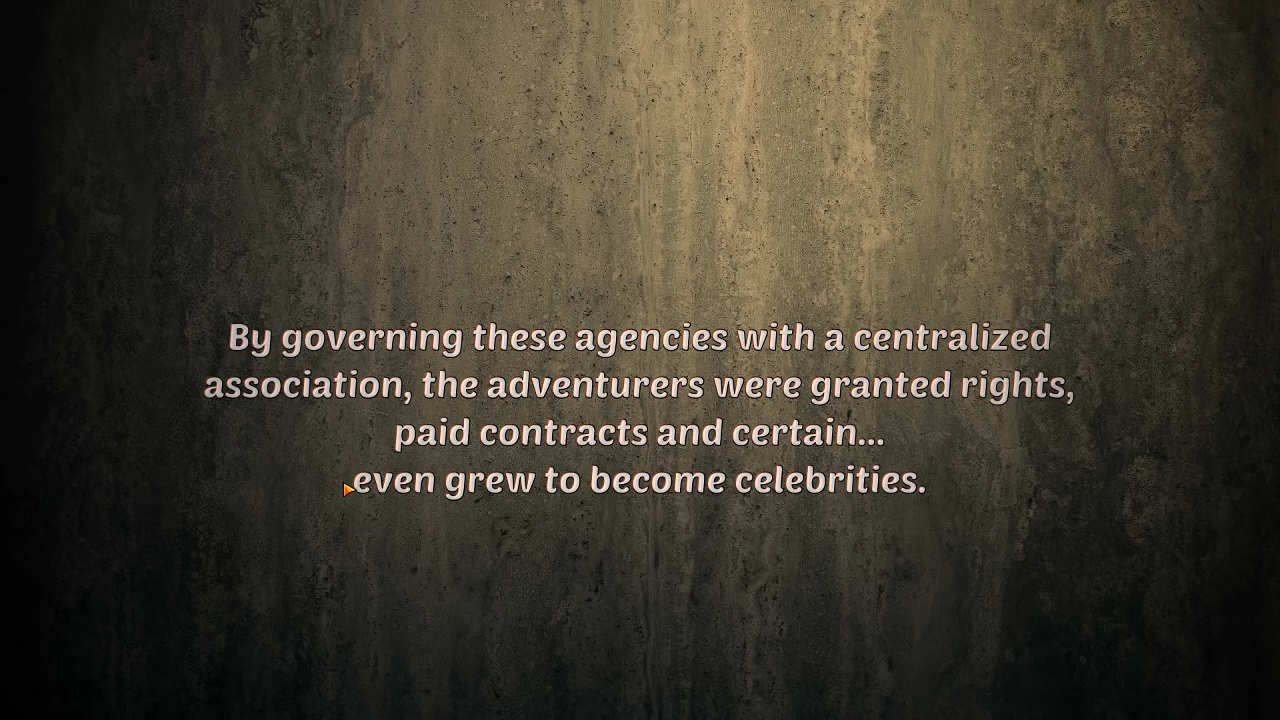 By governing these agencies with a centralized
association, the adventurers were granted rights,
paid contracts and certain...
even grew to become celebrities.